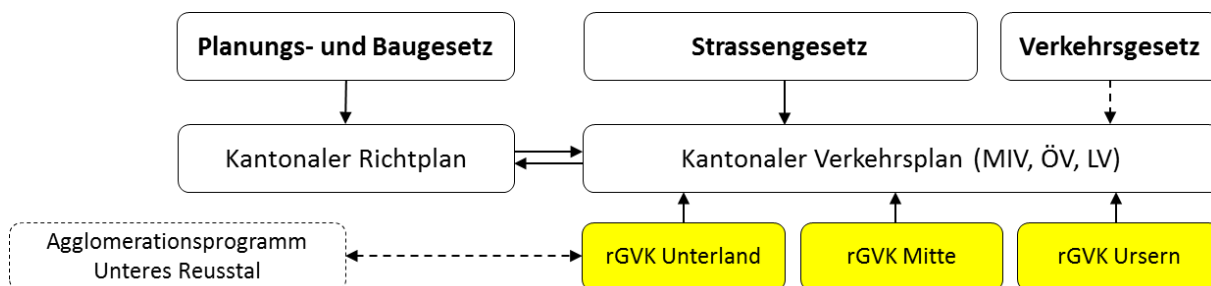 Planungs- und Baugesetz
Strassengesetz
Verkehrsgesetz
Kantonaler Richtplan
Kantonaler Verkehrsplan (MIV, ÖV, LV)
Agglomerationsprogramm
Unteres Reusstal
rGVK Unterland
rGVK Mitte
rGVK Ursern